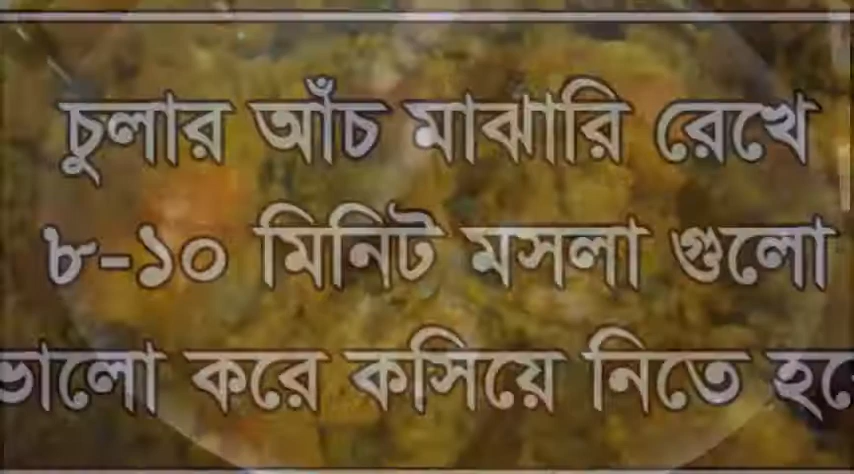 চুলার আঁচ মাঝারি রেখে
৮-১০ মিনিট মসলা গুলো
ভালো করে কসিয়ে নিতে